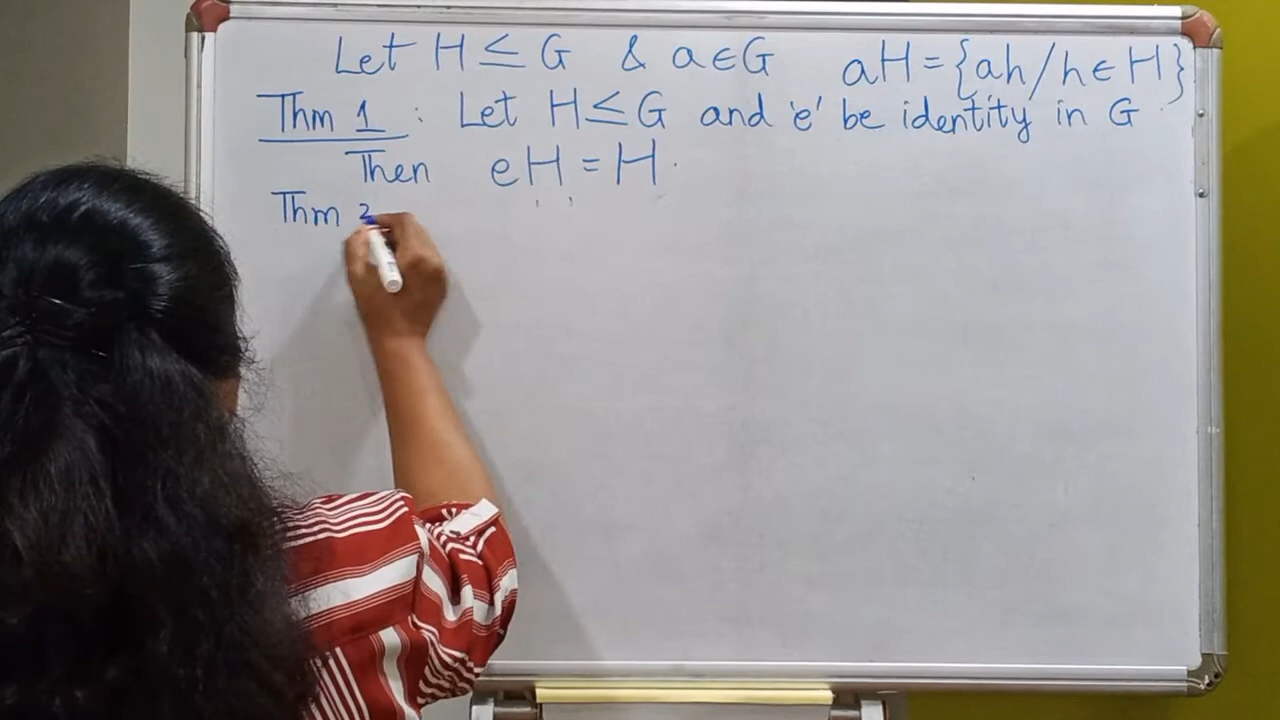 Let H ≤ G & a∈G aH = {ah / h∈H}
Thm 1 : Let H ≤ G and 'e' be identity in G
Then eH = H.
Thm 2